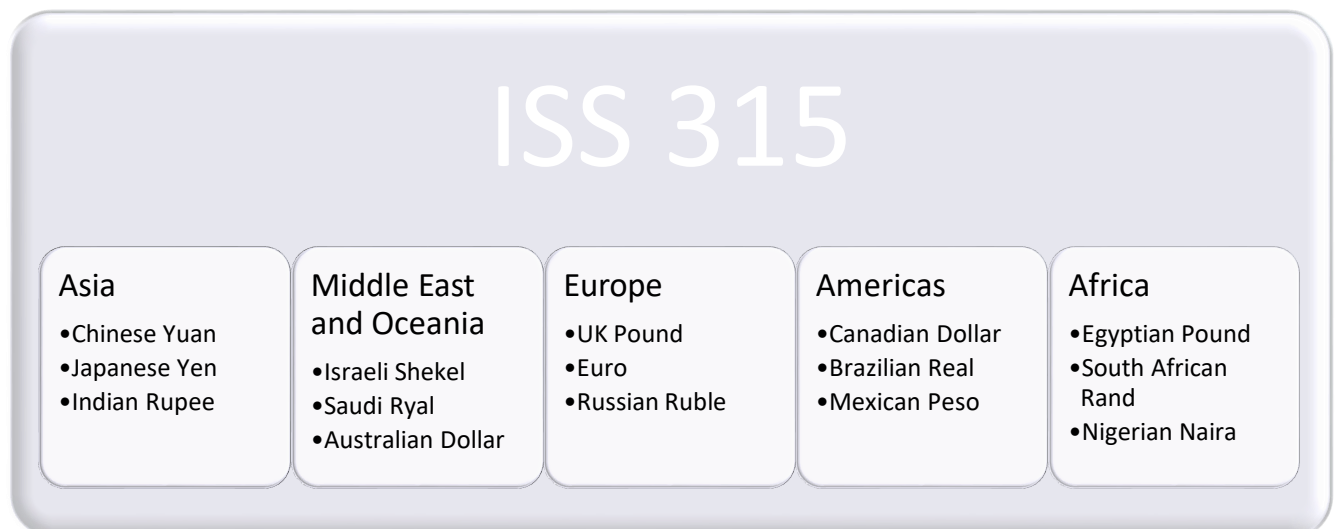 ISS 315
Asia
•Chinese Yuan
•Japanese Yen
•Indian Rupee
Middle East
and Oceania
•Israeli Shekel
•Saudi Ryal
•Australian Dollar
Europe
•UK Pound
•Euro
•Russian Ruble
Americas
•Canadian Dollar
•Brazilian Real
•Mexican Peso
Africa
•Egyptian Pound
•South African
Rand
•Nigerian Naira